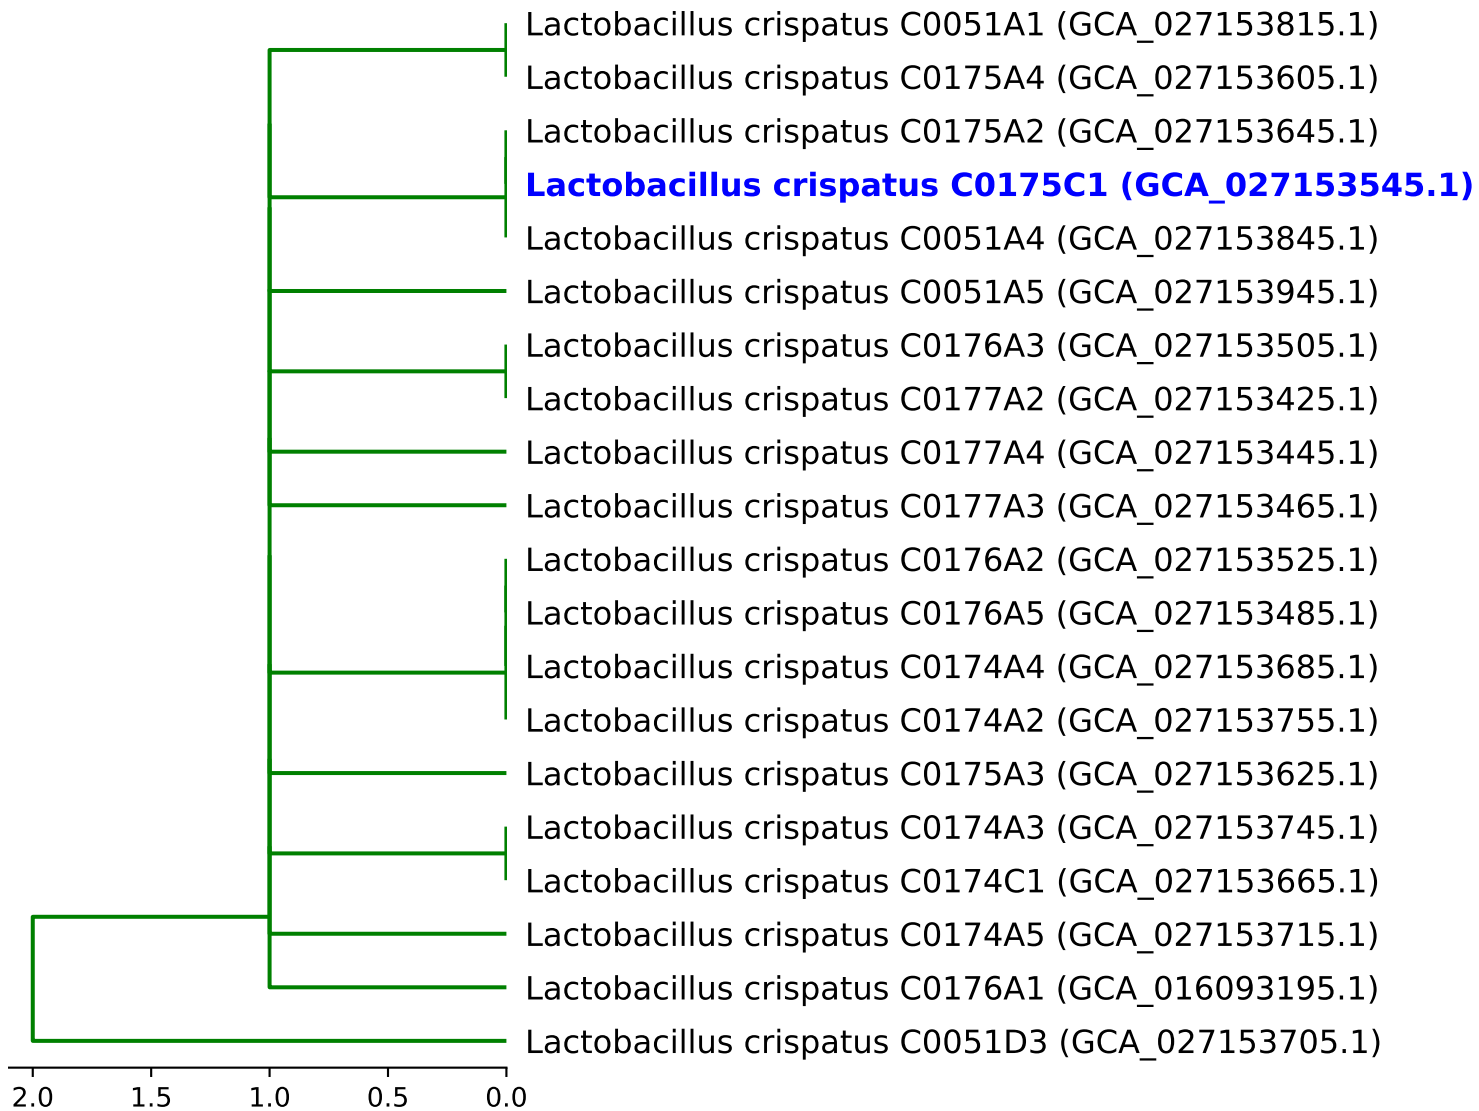 Lactobacillus crispatus C0051A1 (GCA_027153815.1)
Lactobacillus crispatus C0175A4 (GCA_027153605.1)
Lactobacillus crispatus C0175A2 (GCA_027153645.1)
Lactobacillus crispatus C0175C1 (GCA_027153545.1)
Lactobacillus crispatus C0051A4 (GCA_027153845.1)
Lactobacillus crispatus C0051A5 (GCA_027153945.1)
Lactobacillus crispatus C0176A3 (GCA_027153505.1)
Lactobacillus crispatus C0177A2 (GCA_027153425.1)
Lactobacillus crispatus C0177A4 (GCA_027153445.1)
Lactobacillus crispatus C0177A3 (GCA_027153465.1)
Lactobacillus crispatus C0176A2 (GCA_027153525.1)
Lactobacillus crispatus C0176A5 (GCA_027153485.1)
Lactobacillus crispatus C0174A4 (GCA_027153685.1)
Lactobacillus crispatus C0174A2 (GCA_027153755.1)
Lactobacillus crispatus C0175A3 (GCA_027153625.1)
Lactobacillus crispatus C0174A3 (GCA_027153745.1)
Lactobacillus crispatus C0174C1 (GCA_027153665.1)
Lactobacillus crispatus C0174A5 (GCA_027153715.1)
Lactobacillus crispatus C0176A1 (GCA_016093195.1)
Lactobacillus crispatus C0051D3 (GCA_027153705.1)
2.0 1.5 1.0 0.5 0.0